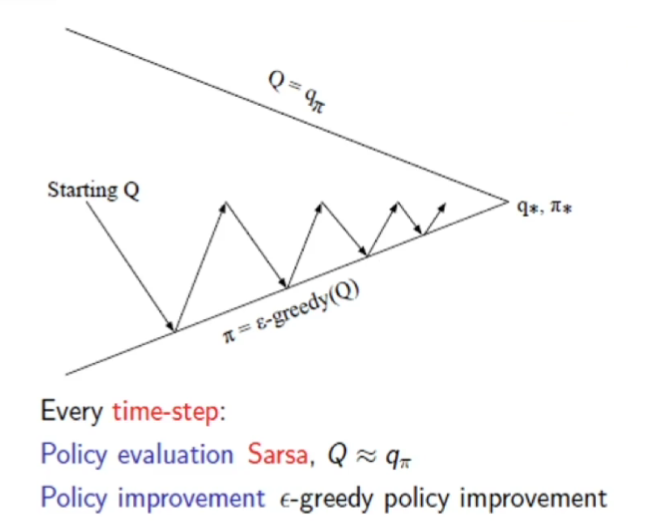 Q = qπ
Starting Q
q*, π*
π = ε-greedy(Q)
Every time-step:
Policy evaluation Sarsa, Q ≈ qπ
Policy improvement ϵ-greedy policy improvement